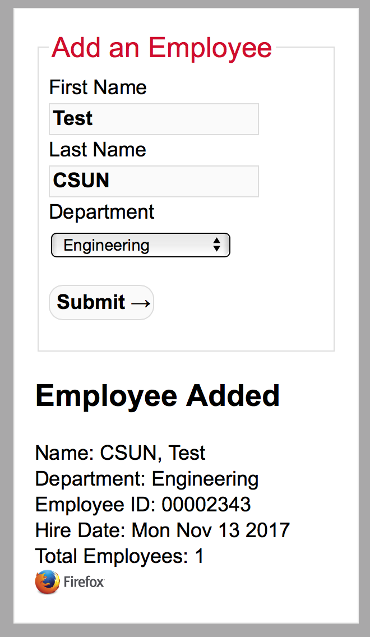 Add an Employee
First Name
Test
Last Name
CSUN
Department
Engineering
Submit →
Employee Added
Name: CSUN, Test
Department: Engineering
Employee ID: 00002343
Hire Date: Mon Nov 13 2017
Total Employees: 1
Firefox